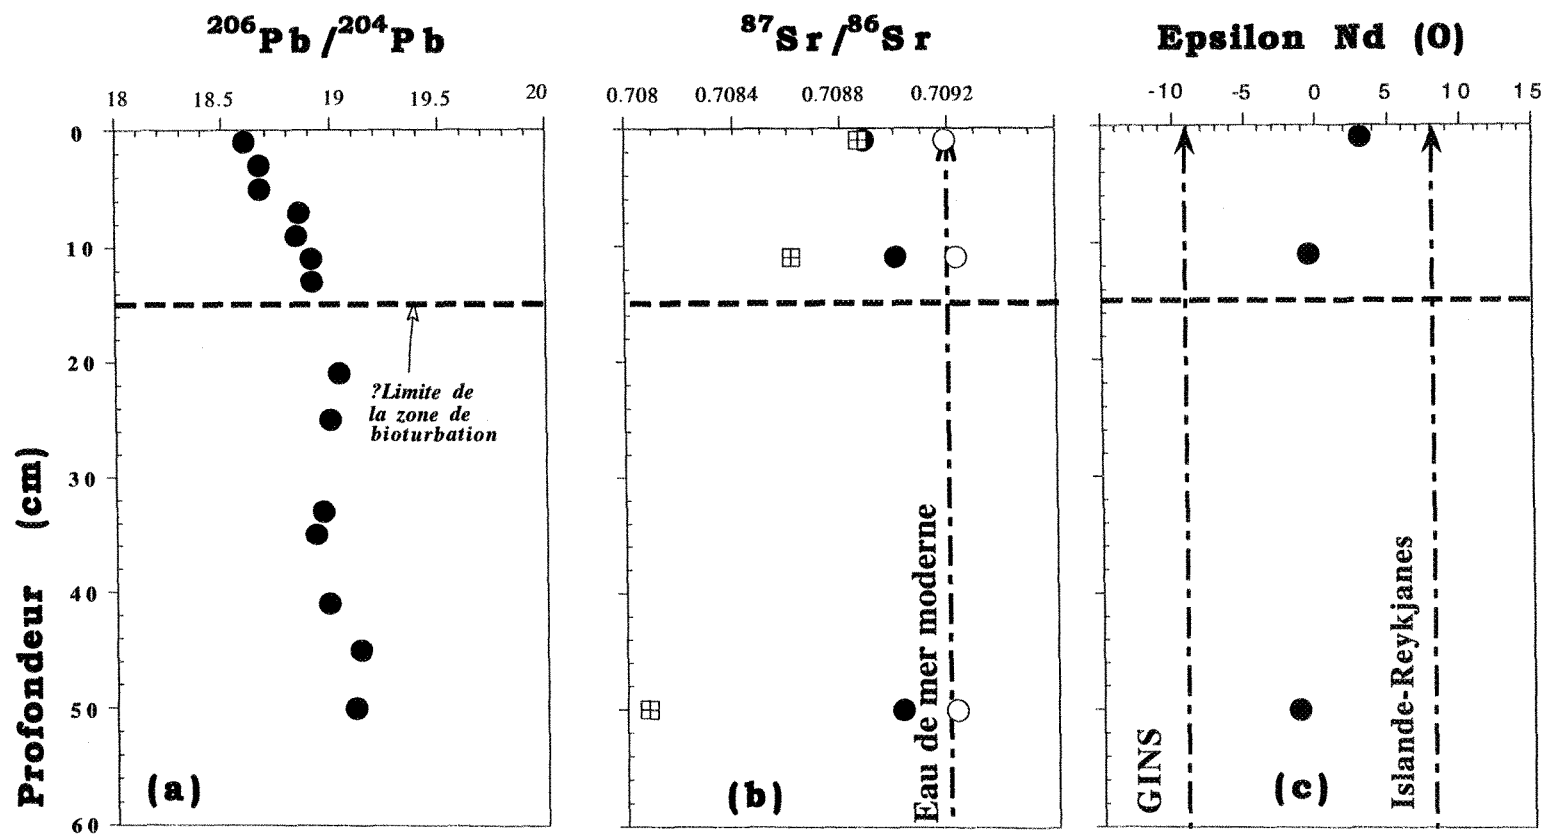 ²⁰⁶Pb/²⁰⁴Pb
⁸⁷Sr/⁸⁶Sr
Epsilon Nd (O)
18 18.5 19 19.5 20
0.708 0.7084 0.7088 0.7092
-10 -5 0 5 10 15
0
10
20
30
40
50
60
Profondeur (cm)
?Limite de
la zone de
bioturbation
(a)
Eau de mer moderne
(b)
GINS
Islande-Reykjanes
(c)